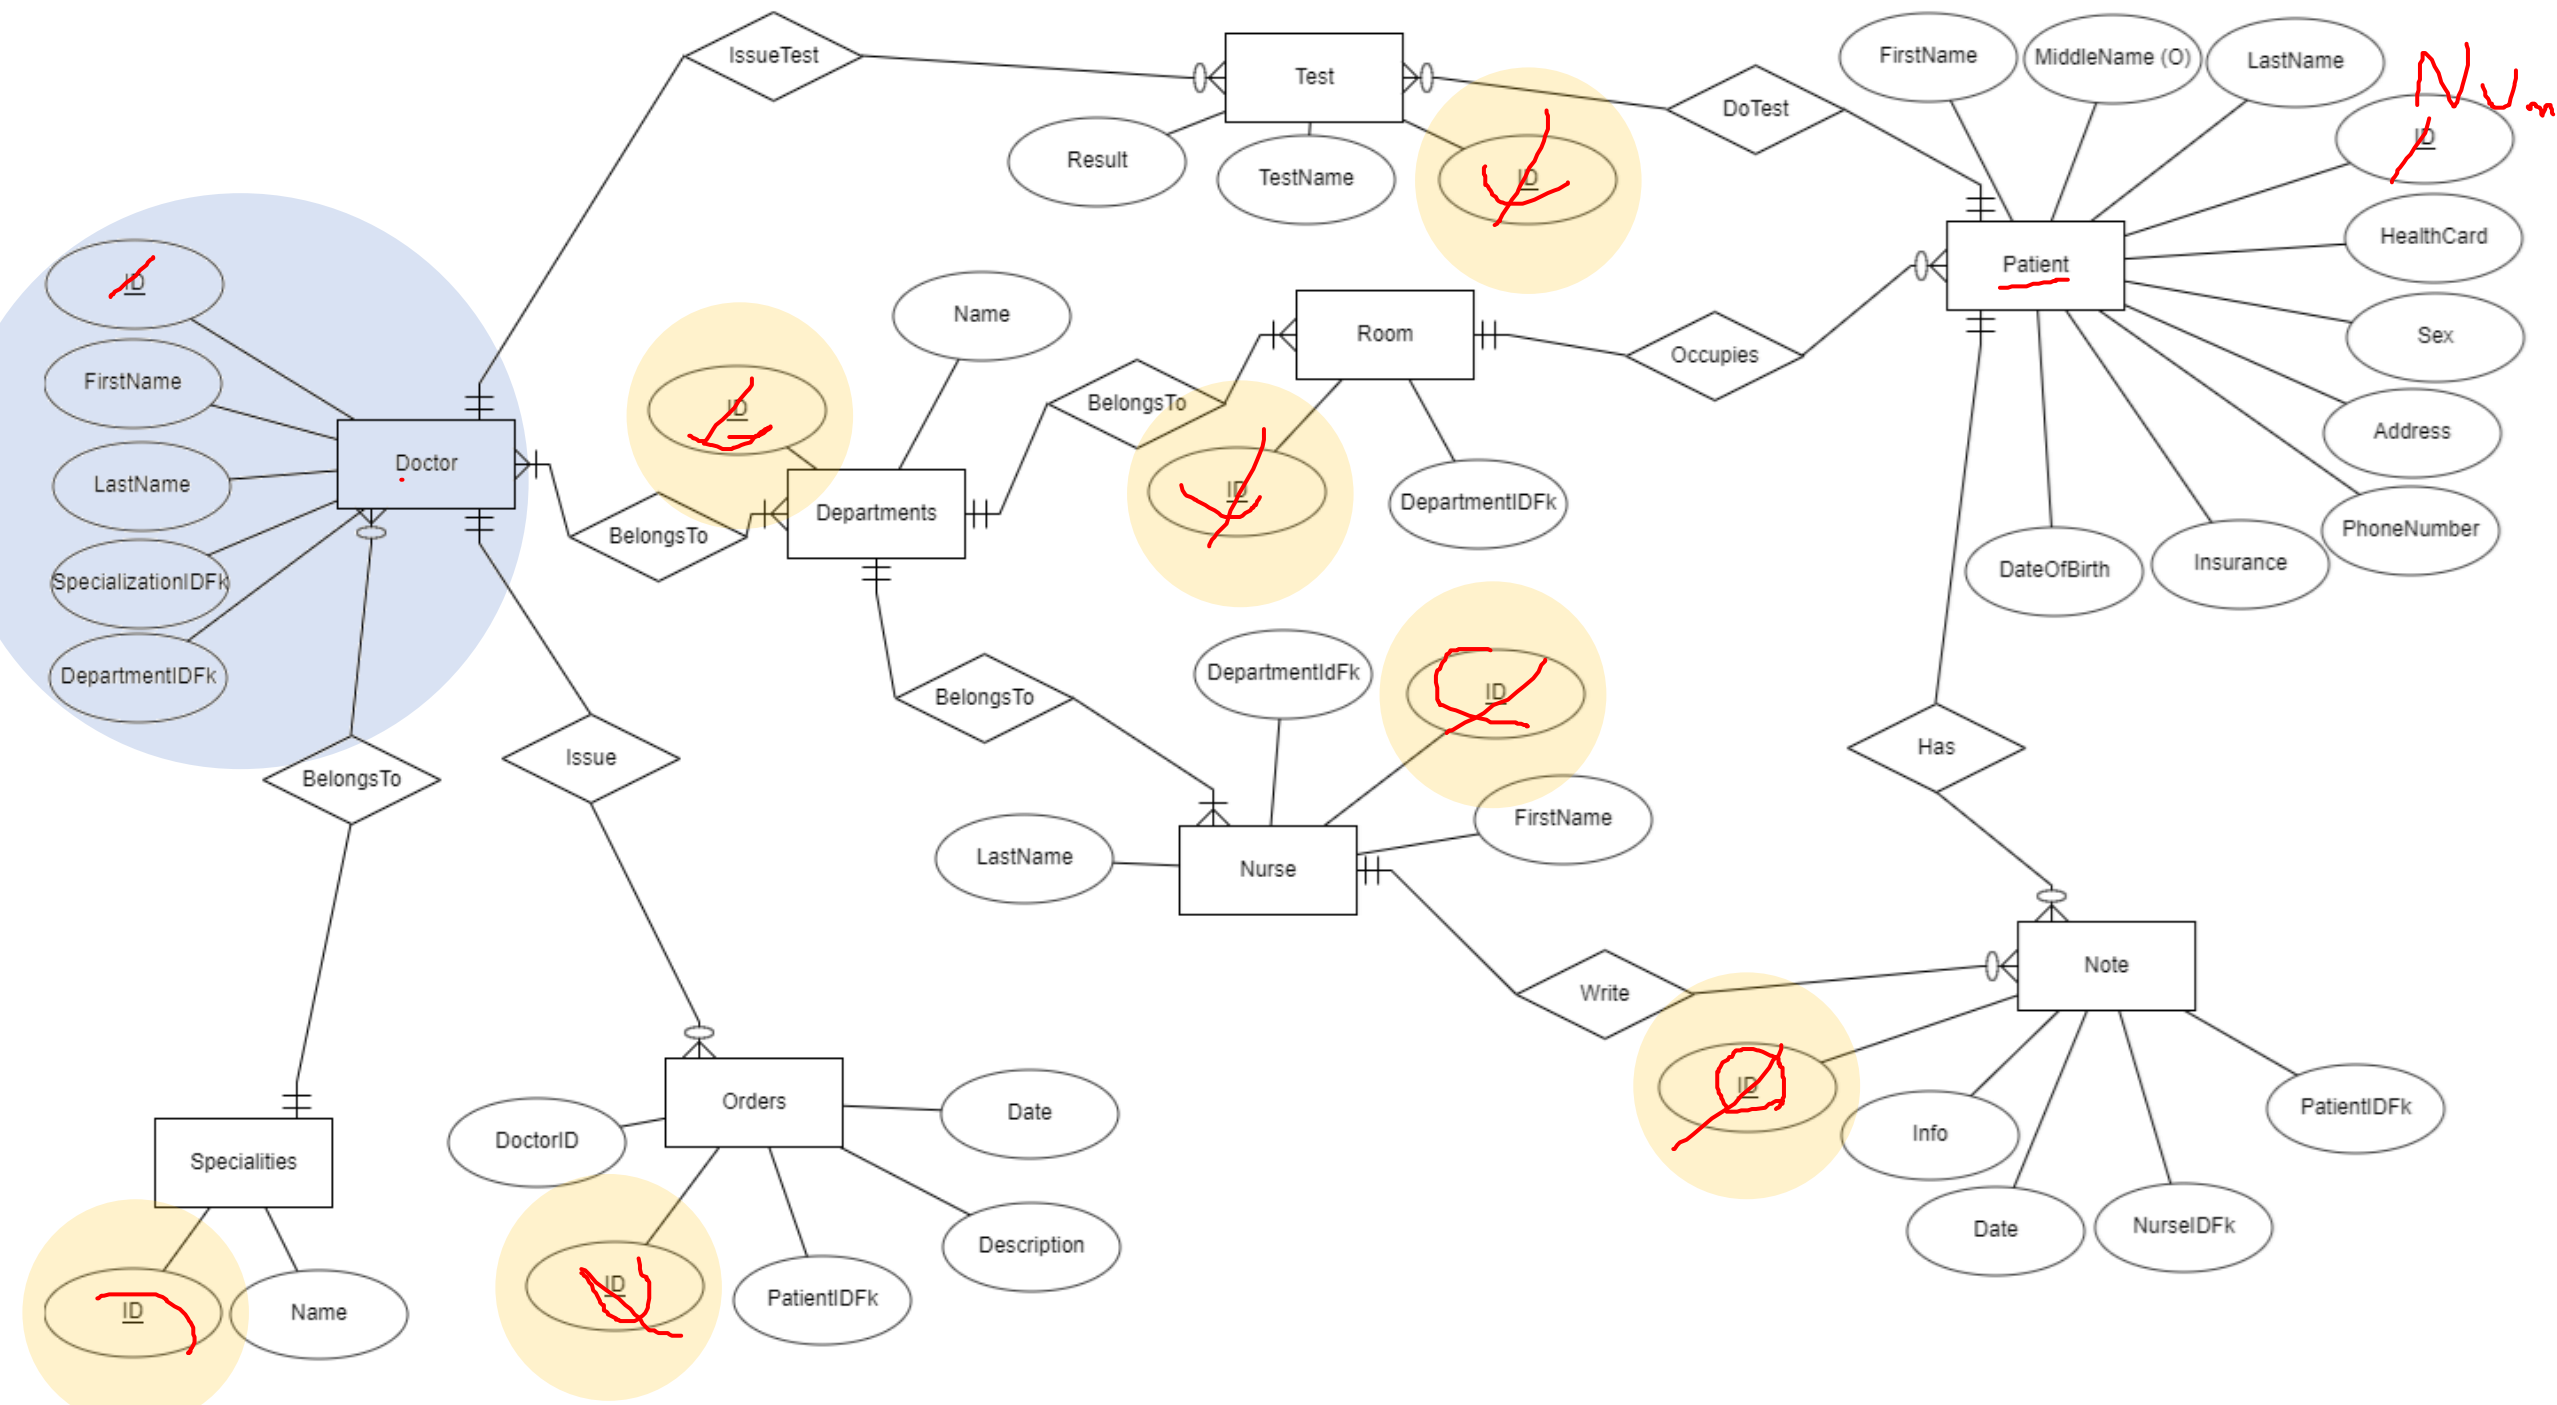 IssueTest
Test
DoTest
FirstName
MiddleName (O)
LastName
Num
ID
Result
TestName
ID
HealthCard
Patient
Sex
Address
PhoneNumber
Insurance
DateOfBirth
ID
FirstName
LastName
SpecializationIDFk
DepartmentIDFk
Doctor
ID
Name
BelongsTo
Departments
BelongsTo
Room
Occupies
ID
DepartmentIDFk
BelongsTo
DepartmentIdFk
ID
FirstName
LastName
Nurse
Has
BelongsTo
Issue
Write
Note
ID
Info
Date
NurseIDFk
PatientIDFk
Specialities
ID
Name
Orders
DoctorID
Date
ID
PatientIDFk
Description